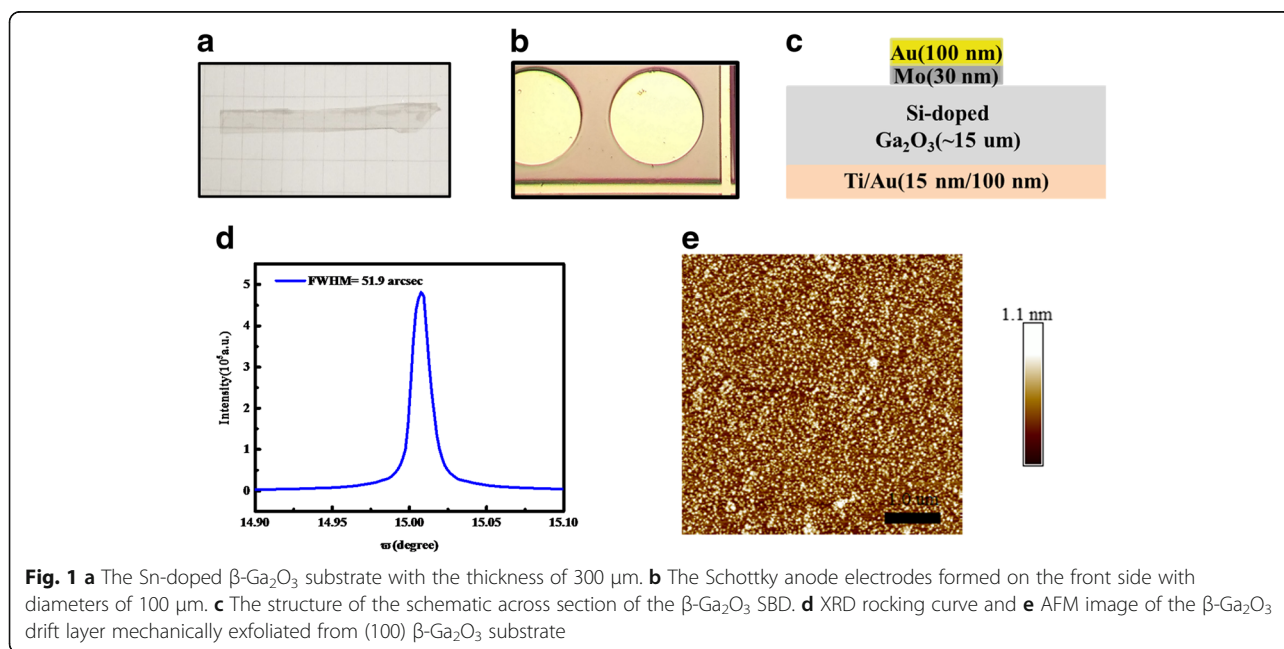 a
b
c
Au(100 nm)
Mo(30 nm)
Si-doped
Ga₂O₃(~15 um)
Ti/Au(15 nm/100 nm)
d
e
FWHM= 51.9 arcsec
5
4
3
2
1
0
Intensity(10⁵a.u.)
14.90 14.95 15.00 15.05 15.10
ϖ (degree)
1.1 nm
1.0 um
Fig. 1 a The Sn-doped β-Ga₂O₃ substrate with the thickness of 300 μm. b The Schottky anode electrodes formed on the front side with
diameters of 100 μm. c The structure of the schematic across section of the β-Ga₂O₃ SBD. d XRD rocking curve and e AFM image of the β-Ga₂O₃
drift layer mechanically exfoliated from (100) β-Ga₂O₃ substrate